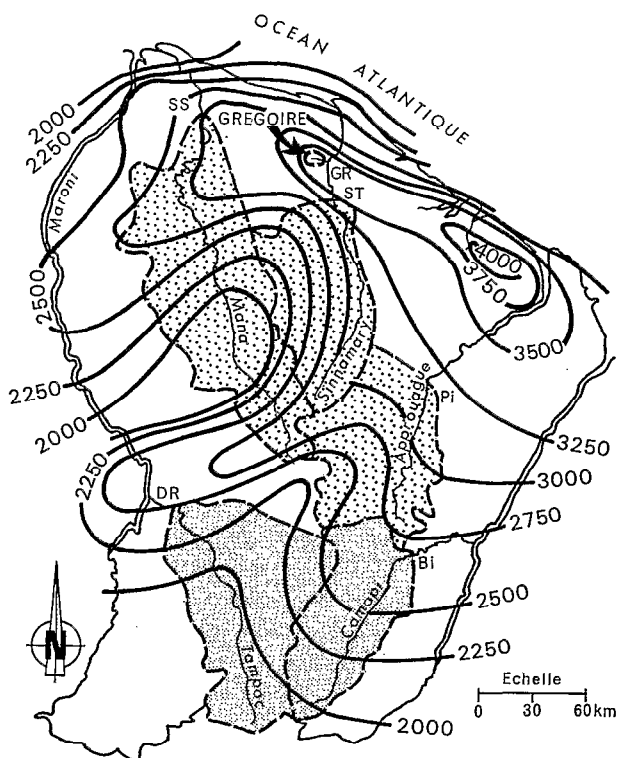 OCEAN ATLANTIQUE
2000
2250
SS
GREGOIRE
GR
ST
Maroni
4000
3750
2500
Mana
Sinnamary
3500
2250
Approuague
Pi
2000
3250
2250
DR
3000
2750
Bi
N
2500
Camopi
2250
Tampoc
Echelle
2000
0 30 60km